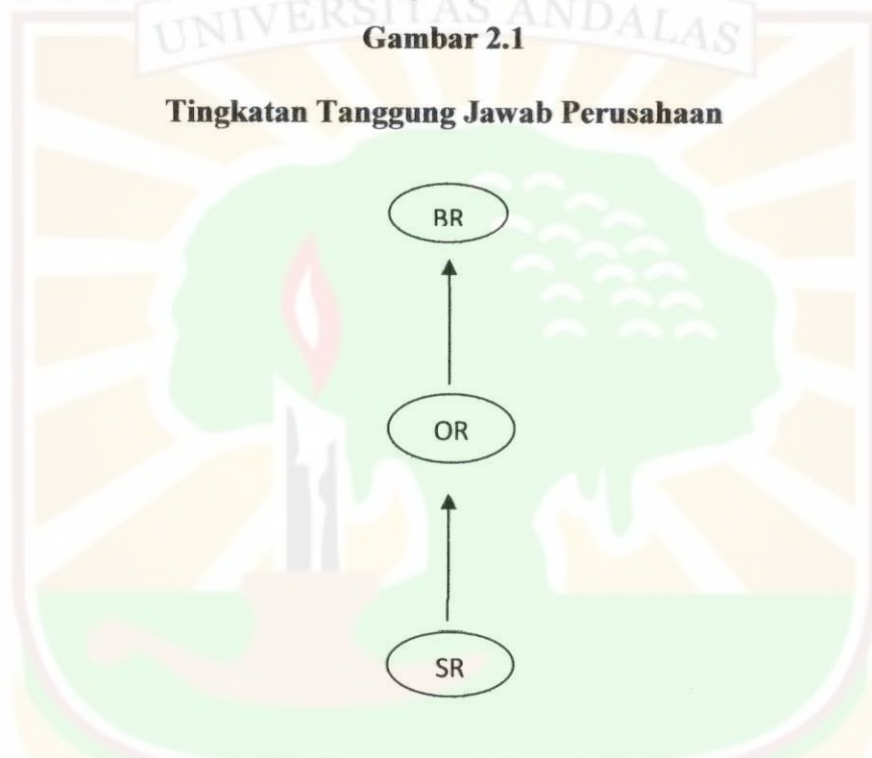 UNIVERSITAS ANDALAS
Gambar 2.1
Tingkatan Tanggung Jawab Perusahaan
BR
OR
SR